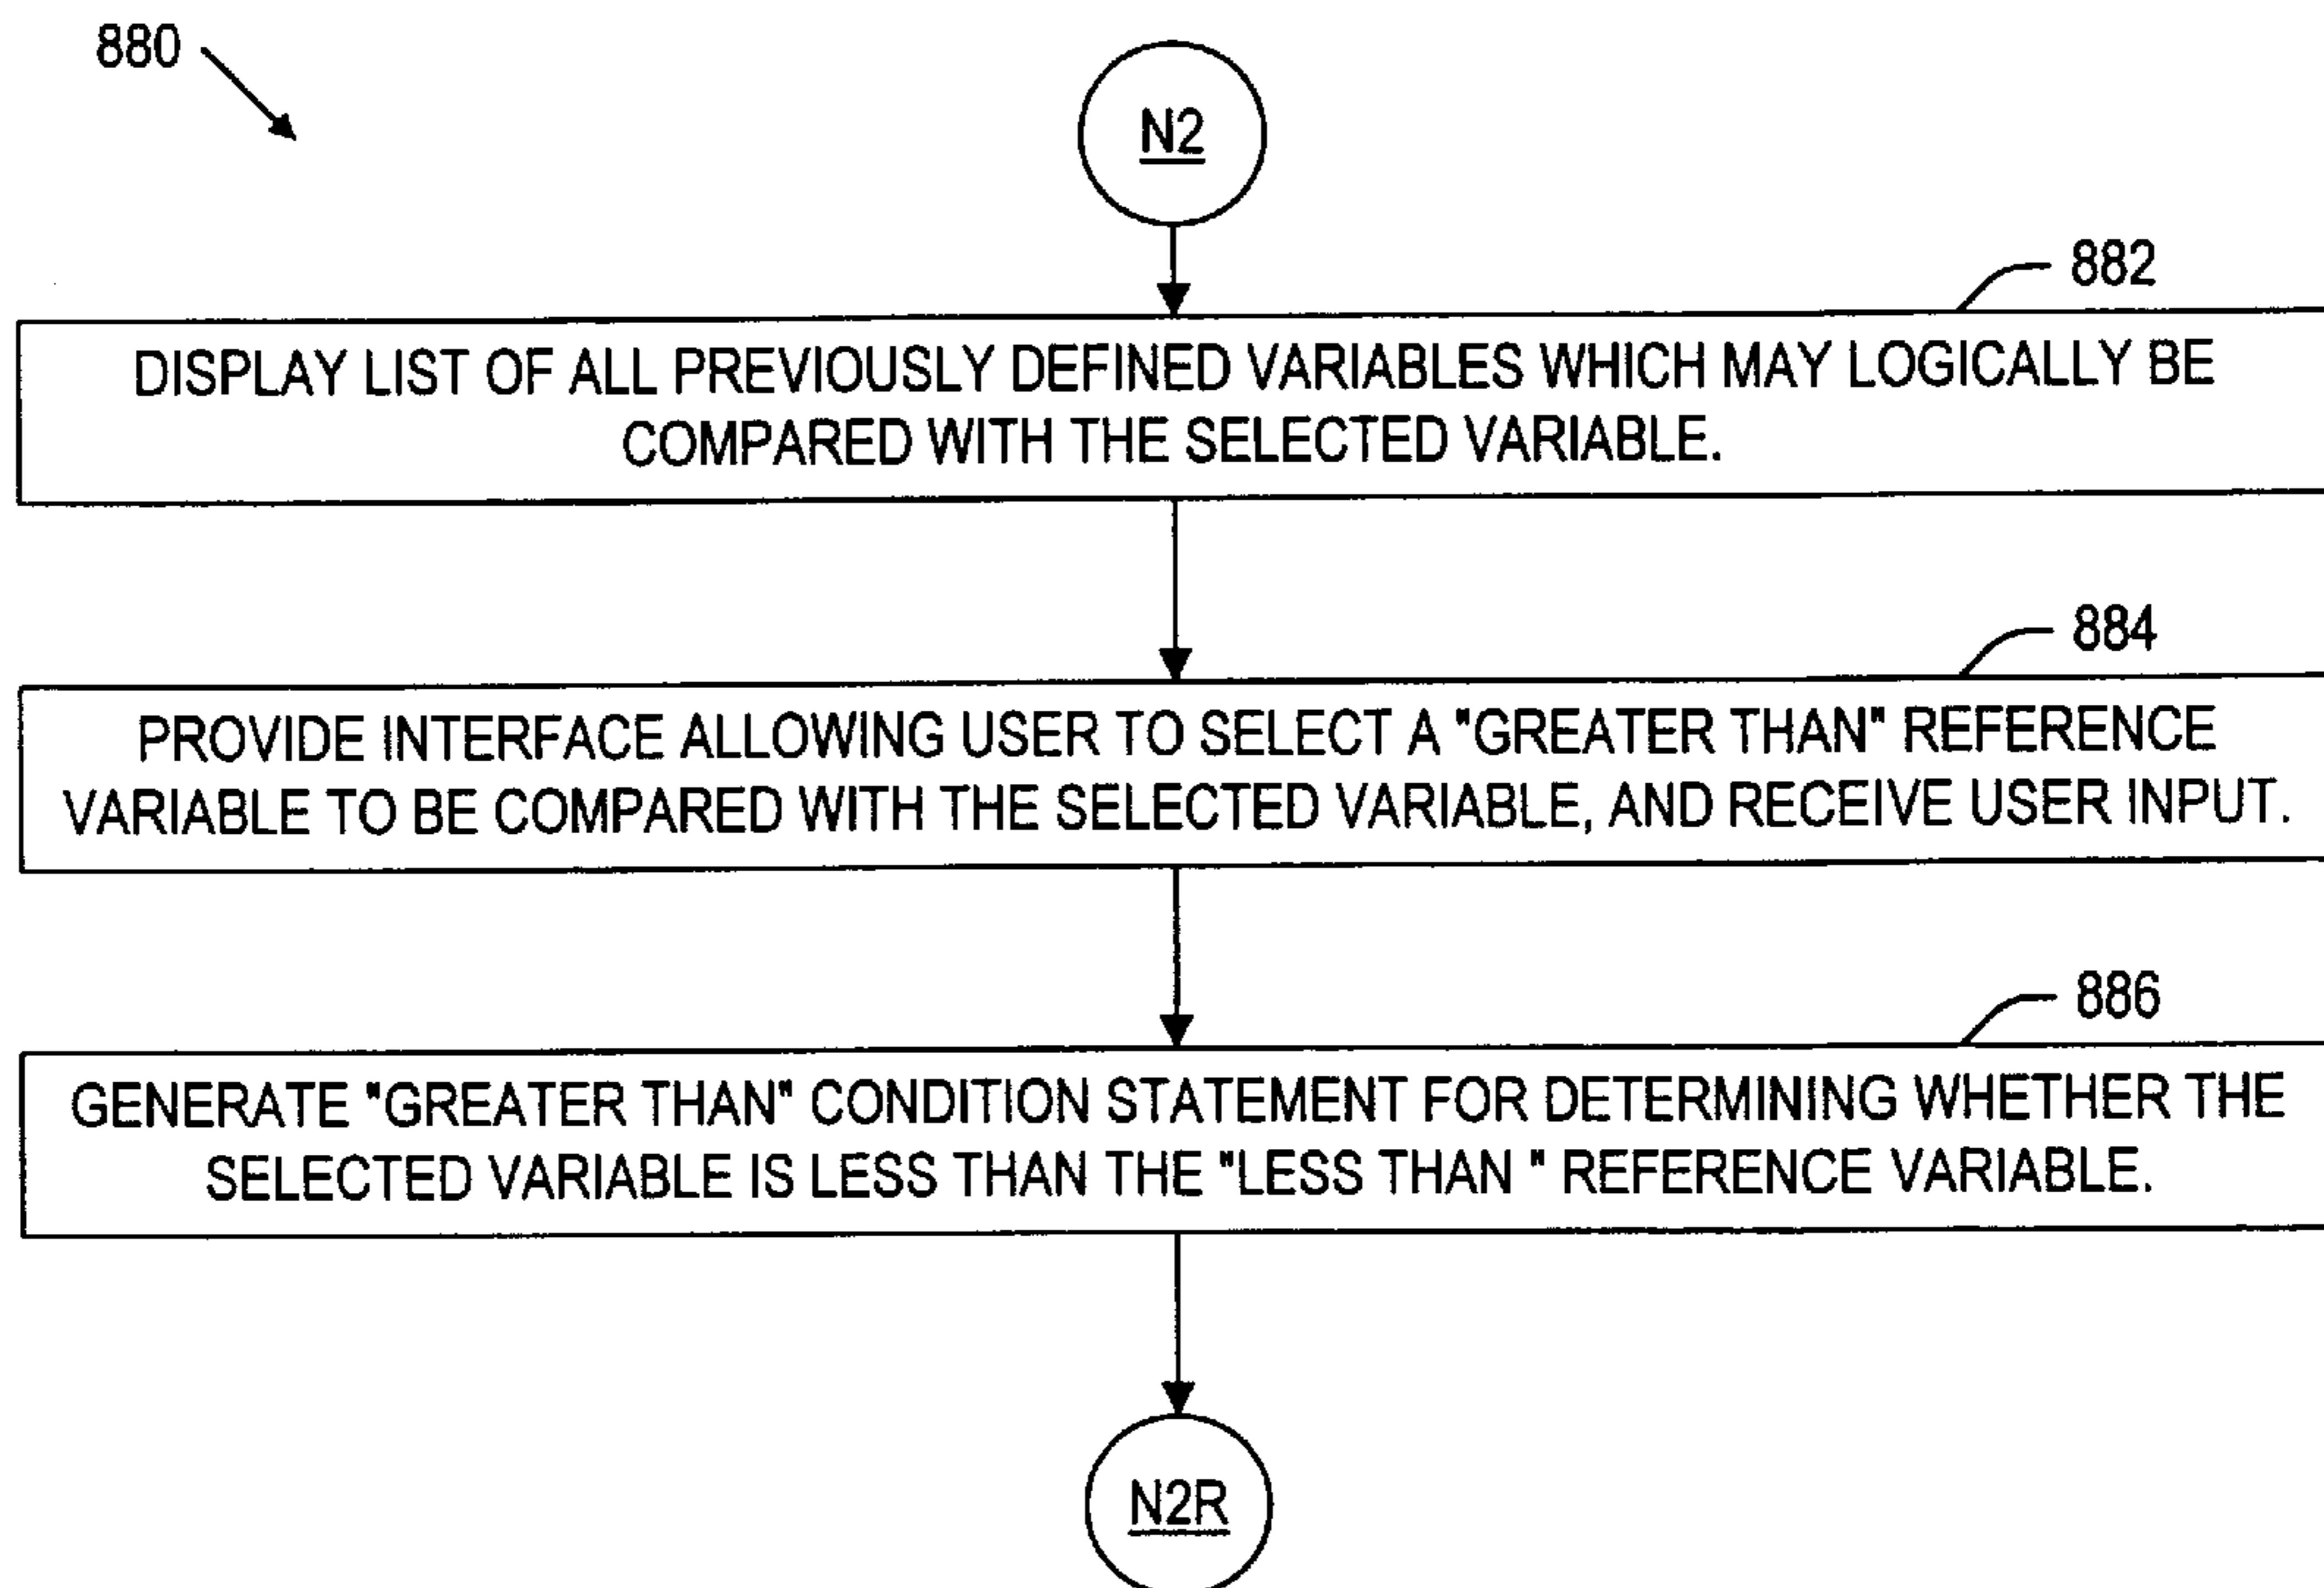 880
N2
882
DISPLAY LIST OF ALL PREVIOUSLY DEFINED VARIABLES WHICH MAY LOGICALLY BE
COMPARED WITH THE SELECTED VARIABLE.
884
PROVIDE INTERFACE ALLOWING USER TO SELECT A "GREATER THAN" REFERENCE
VARIABLE TO BE COMPARED WITH THE SELECTED VARIABLE, AND RECEIVE USER INPUT.
886
GENERATE "GREATER THAN" CONDITION STATEMENT FOR DETERMINING WHETHER THE
SELECTED VARIABLE IS LESS THAN THE "LESS THAN " REFERENCE VARIABLE.
N2R